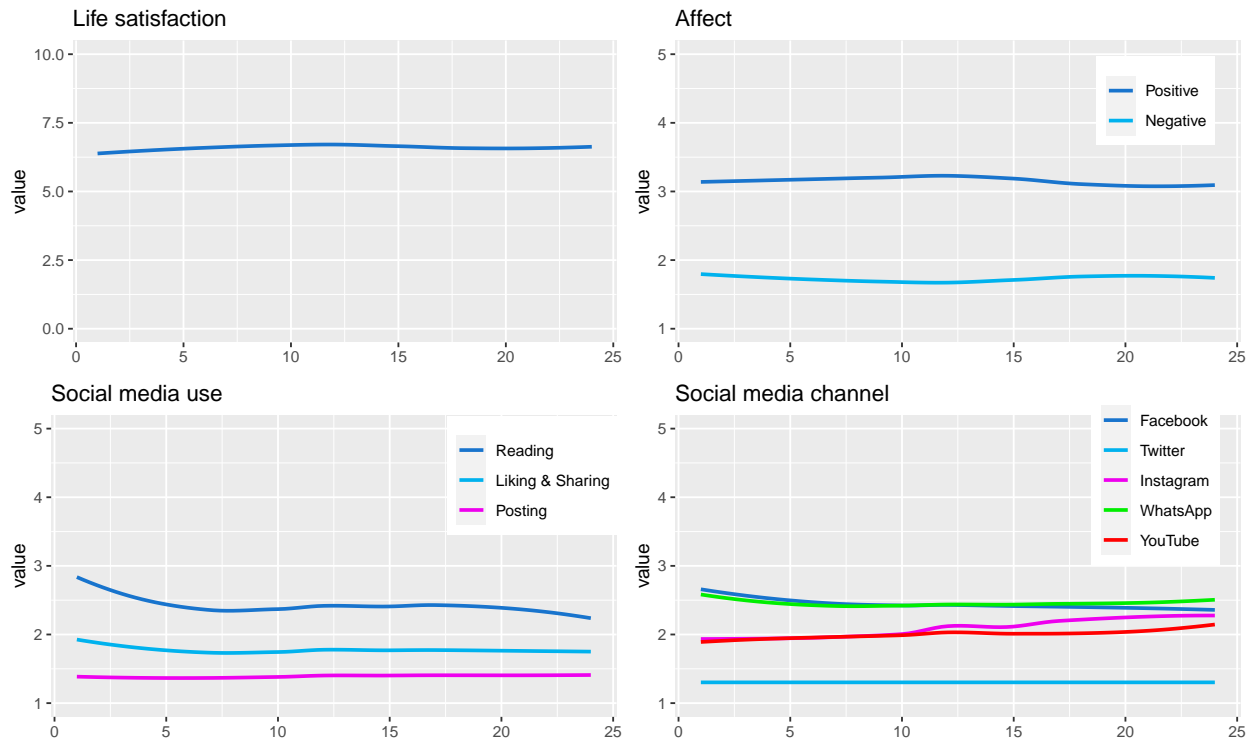 Life satisfaction
10.0
7.5
5.0
2.5
0.0
value
0 5 10 15 20 25
Affect
5
4
3
2
1
value
Positive
Negative
0 5 10 15 20 25
Social media use
5
4
3
2
1
value
Reading
Liking & Sharing
Posting
0 5 10 15 20 25
Social media channel
5
4
3
2
1
value
Facebook
Twitter
Instagram
WhatsApp
YouTube
0 5 10 15 20 25